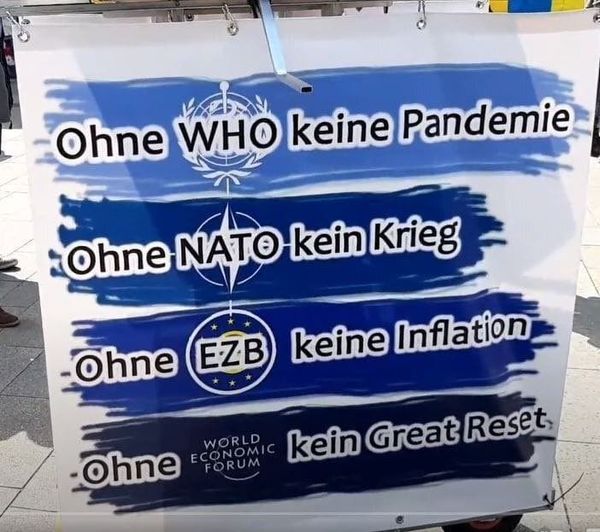 Ohne WHO keine Pandemie
Ohne NATO kein Krieg
Ohne EZB keine Inflation
Ohne WORLD ECONOMIC FORUM kein Great Reset